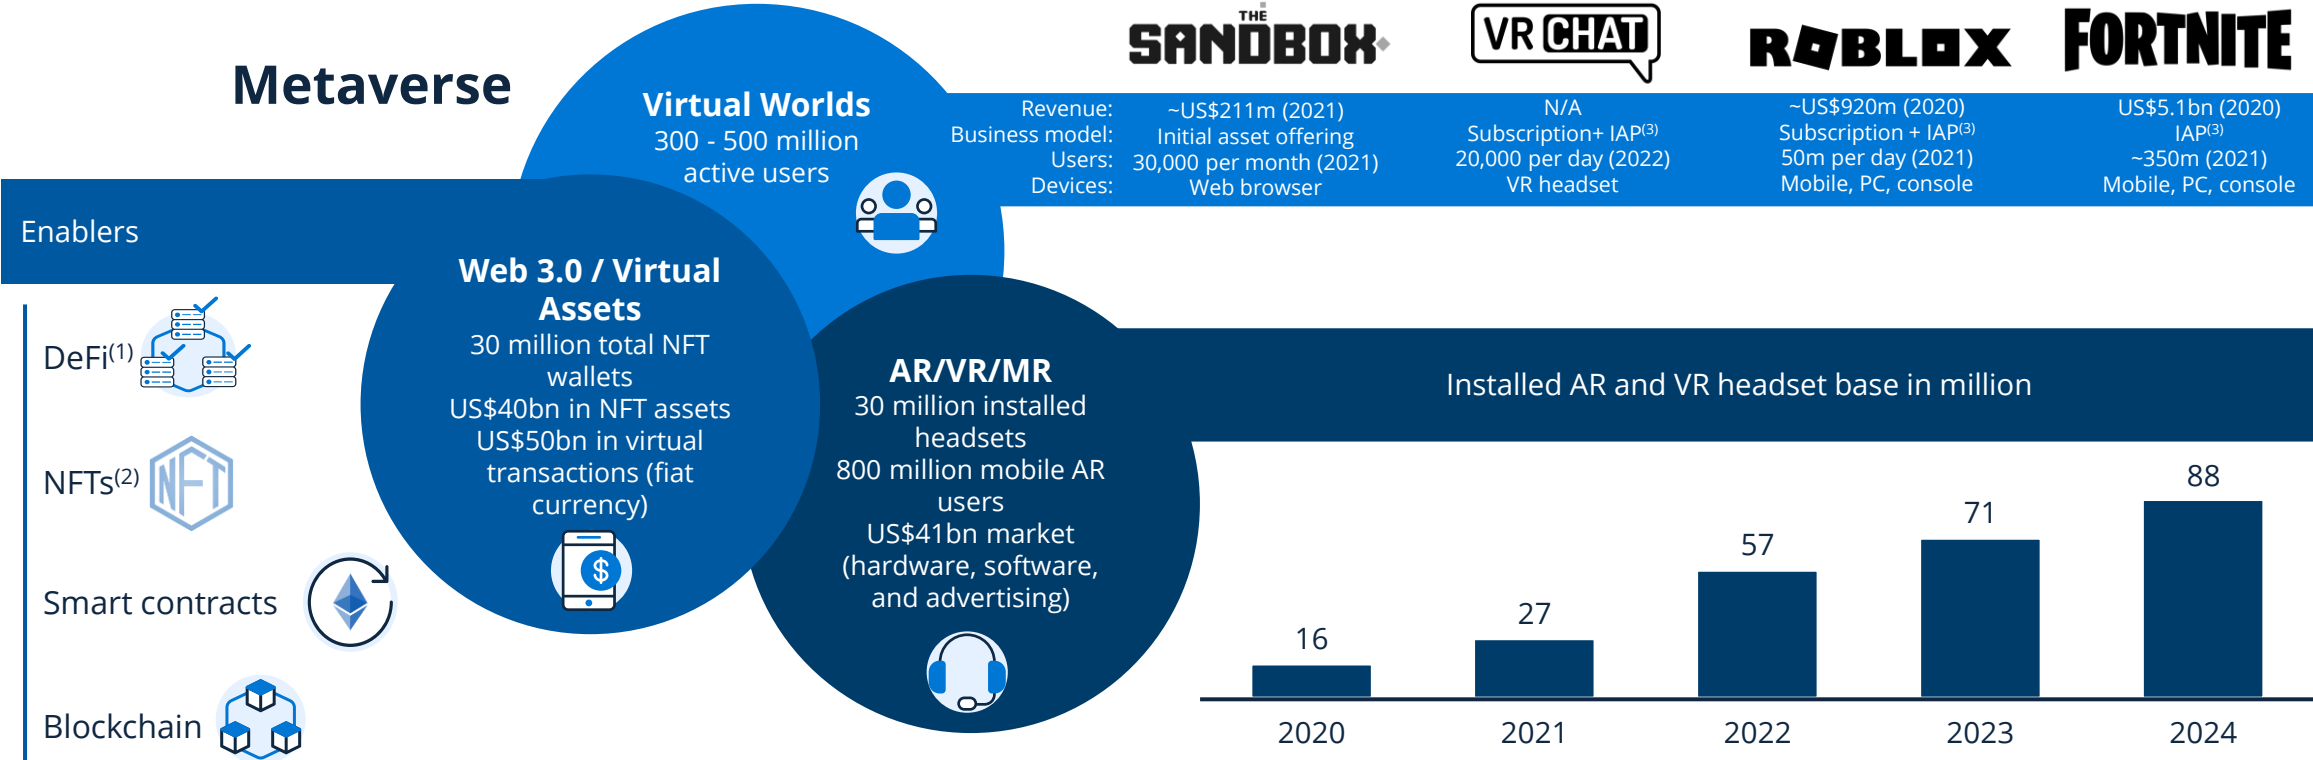 Metaverse
Virtual Worlds
300 - 500 million
active users
THE
SANDBOX
VR CHAT
ROBLOX
FORTNITE
Revenue: ~US$211m (2021) N/A ~US$920m (2020) US$5.1bn (2020)
Business model: Initial asset offering Subscription+ IAP(3) Subscription + IAP(3) IAP(3)
Users: 30,000 per month (2021) 20,000 per day (2022) 50m per day (2021) ~350m (2021)
Devices: Web browser VR headset Mobile, PC, console Mobile, PC, console
Enablers
DeFi(1)
NFTs(2)
NFT
Smart contracts
Blockchain
Web 3.0 / Virtual
Assets
30 million total NFT
wallets
US$40bn in NFT assets
US$50bn in virtual
transactions (fiat
currency)
$
AR/VR/MR
30 million installed
headsets
800 million mobile AR
users
US$41bn market
(hardware, software,
and advertising)
Installed AR and VR headset base in million
16 27 57 71 88
2020 2021 2022 2023 2024